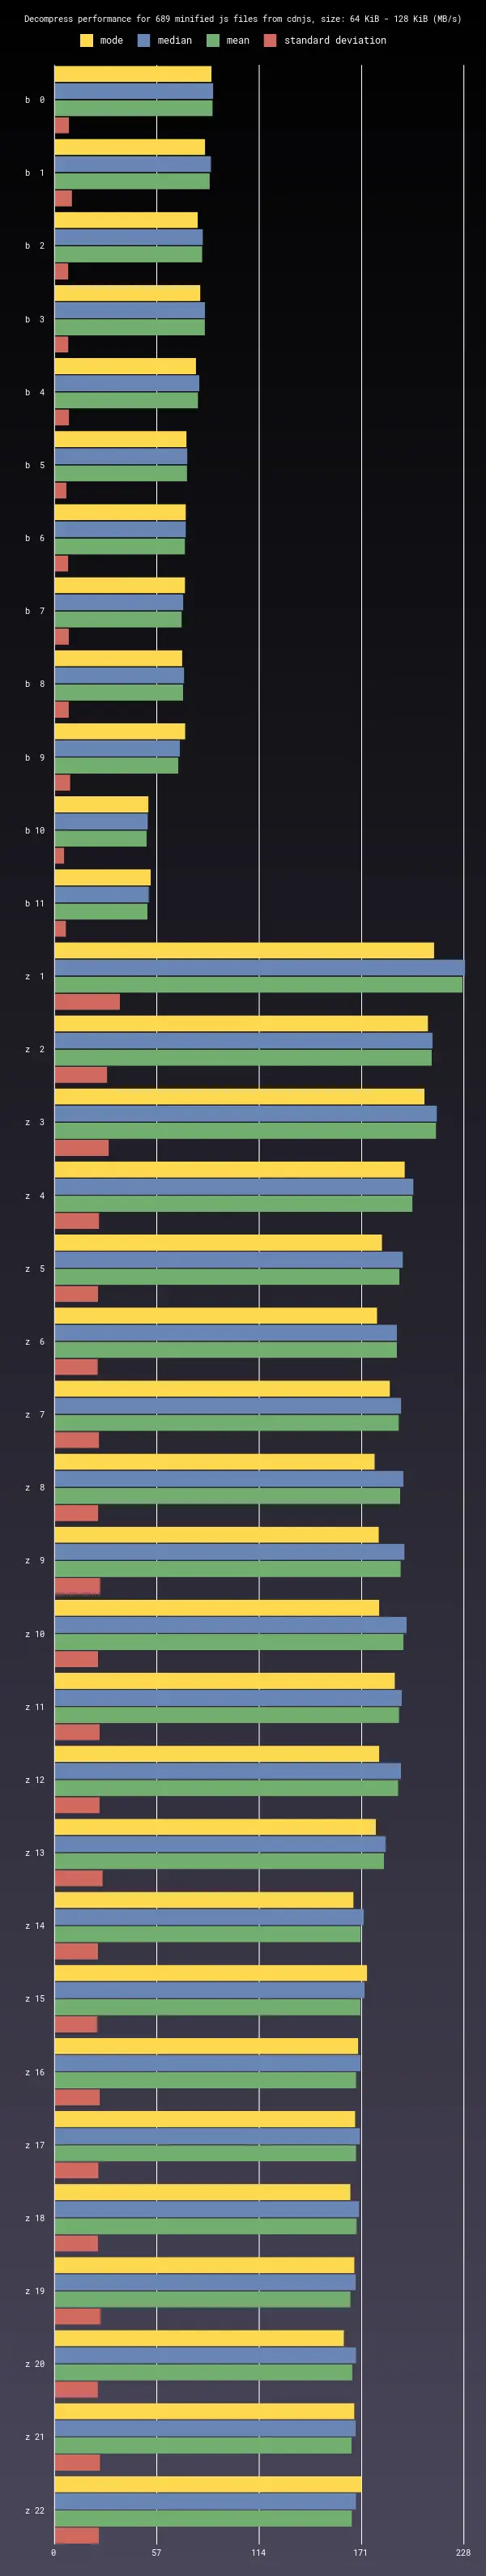 Decompress performance for 689 minified js files from cdnjs, size: 64 KiB - 128 KiB (MB/s)
mode median mean standard deviation
b 0
b 1
b 2
b 3
b 4
b 5
b 6
b 7
b 8
b 9
b 10
b 11
z 1
z 2
z 3
z 4
z 5
z 6
z 7
z 8
z 9
z 10
z 11
z 12
z 13
z 14
z 15
z 16
z 17
z 18
z 19
z 20
z 21
z 22
0 57 114 171 228